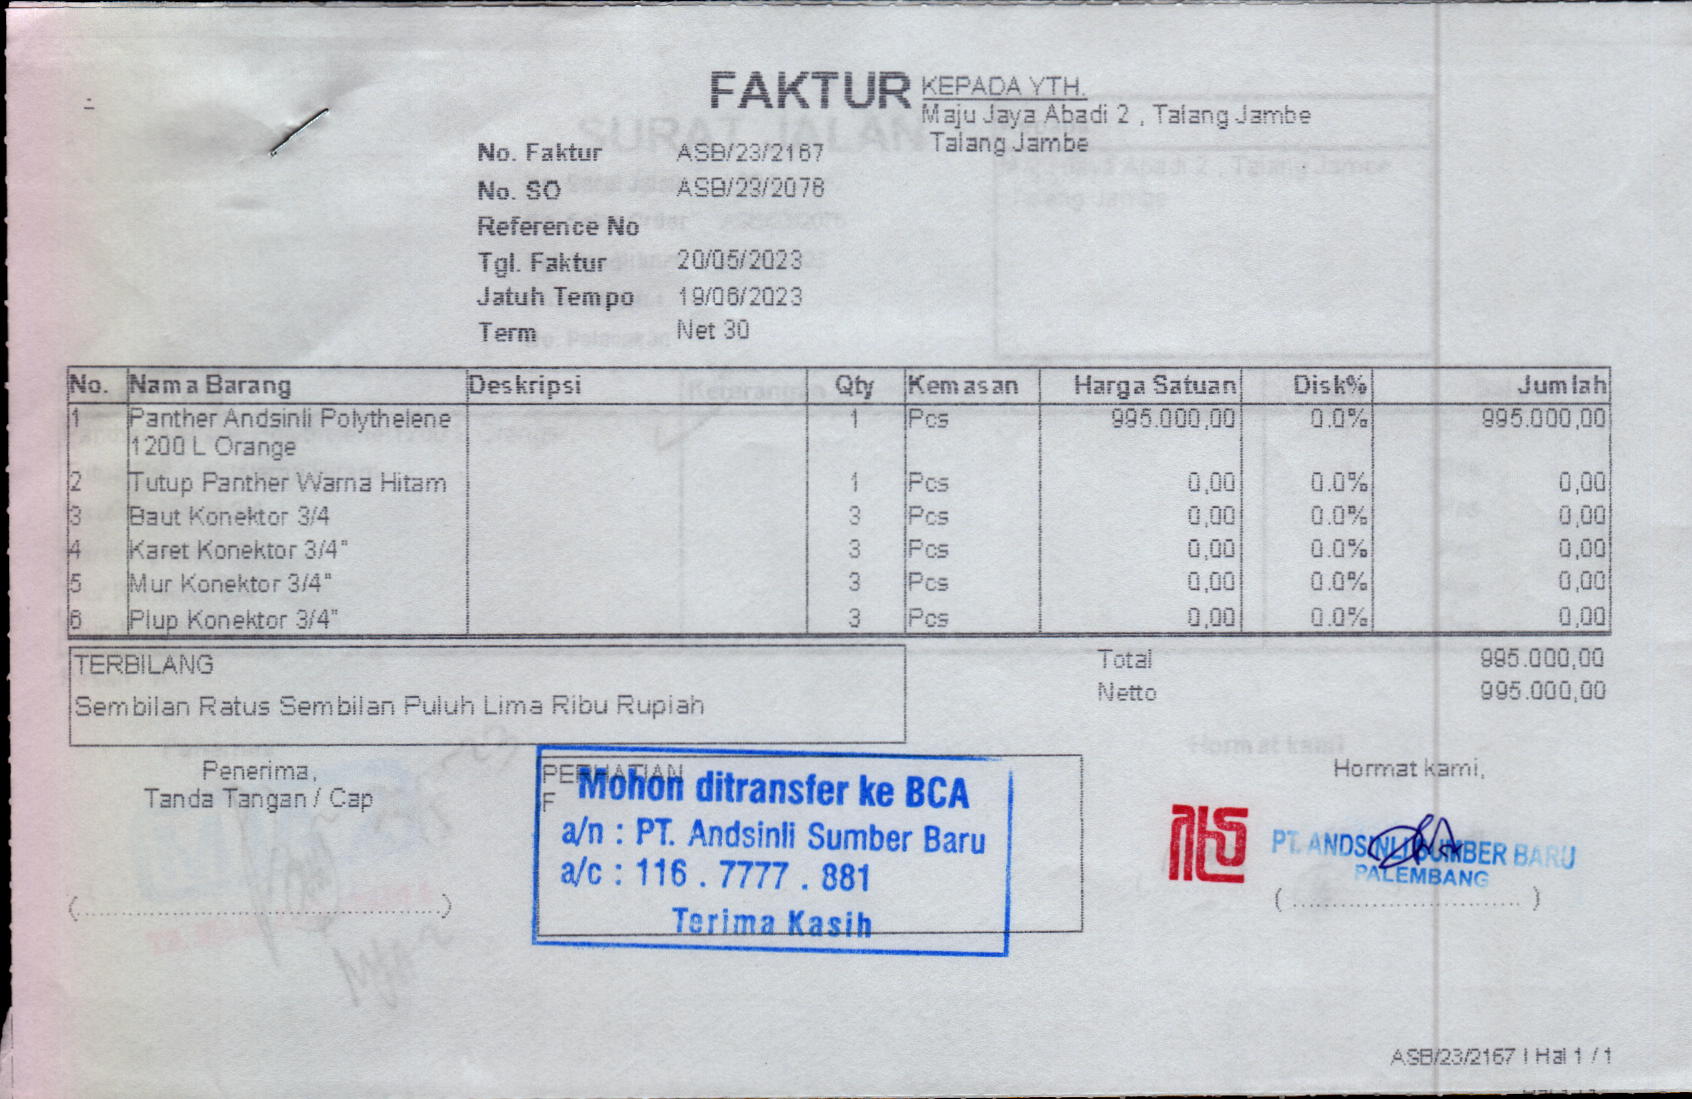 FAKTUR
KEPADA YTH.
Maju Jaya Abadi 2 , Talang Jambe
Talang Jambe
No. Faktur ASB/23/2167
No. SO ASB/23/2078
Reference No
Tgl. Faktur 20/05/2023
Jatuh Tempo 19/06/2023
Term Net 30
No. Nama Barang Deskripsi Qty Kemasan Harga Satuan Disk% Jumlah
1 Panther Andsinli Polythelene 1 Pcs 995.000,00 0.0% 995.000,00
1200 L Orange
2 Tutup Panther Warna Hitam 1 Pcs 0,00 0.0% 0,00
3 Baut Konektor 3/4 3 Pcs 0,00 0.0% 0,00
4 Karet Konektor 3/4" 3 Pcs 0,00 0.0% 0,00
5 Mur Konektor 3/4" 3 Pcs 0,00 0.0% 0,00
6 Plup Konektor 3/4" 3 Pcs 0,00 0.0% 0,00
TERBILANG
Sembilan Ratus Sembilan Puluh Lima Ribu Rupiah
Total 995.000,00
Netto 995.000,00
Penerima,
Tanda Tangan / Cap
PERHATIAN
F
Mohon ditransfer ke BCA
a/n : PT. Andsinli Sumber Baru
a/c : 116 . 7777 . 881
Terima Kasih
Hormat kami,
PT. ANDSINLI SUMBER BARU
PALEMBANG
ASB/23/2167 | Hal 1 / 1